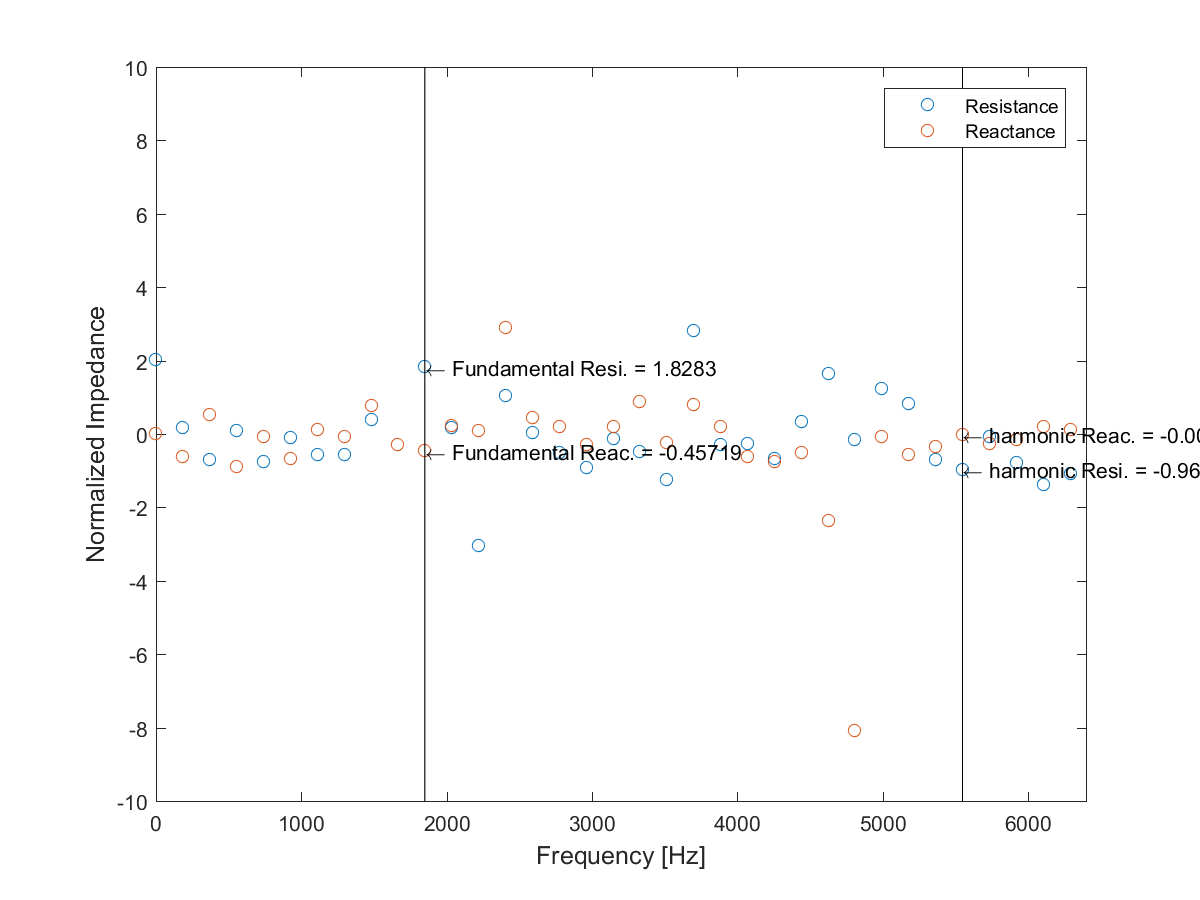 10
8
6
4
2
0
-2
-4
-6
-8
-10
Normalized Impedance
Resistance
Reactance
← Fundamental Resi. = 1.8283
← Fundamental Reac. = -0.45719
← harmonic Reac. = -0.00
← harmonic Resi. = -0.96
0
1000
2000
3000
4000
5000
6000
Frequency [Hz]